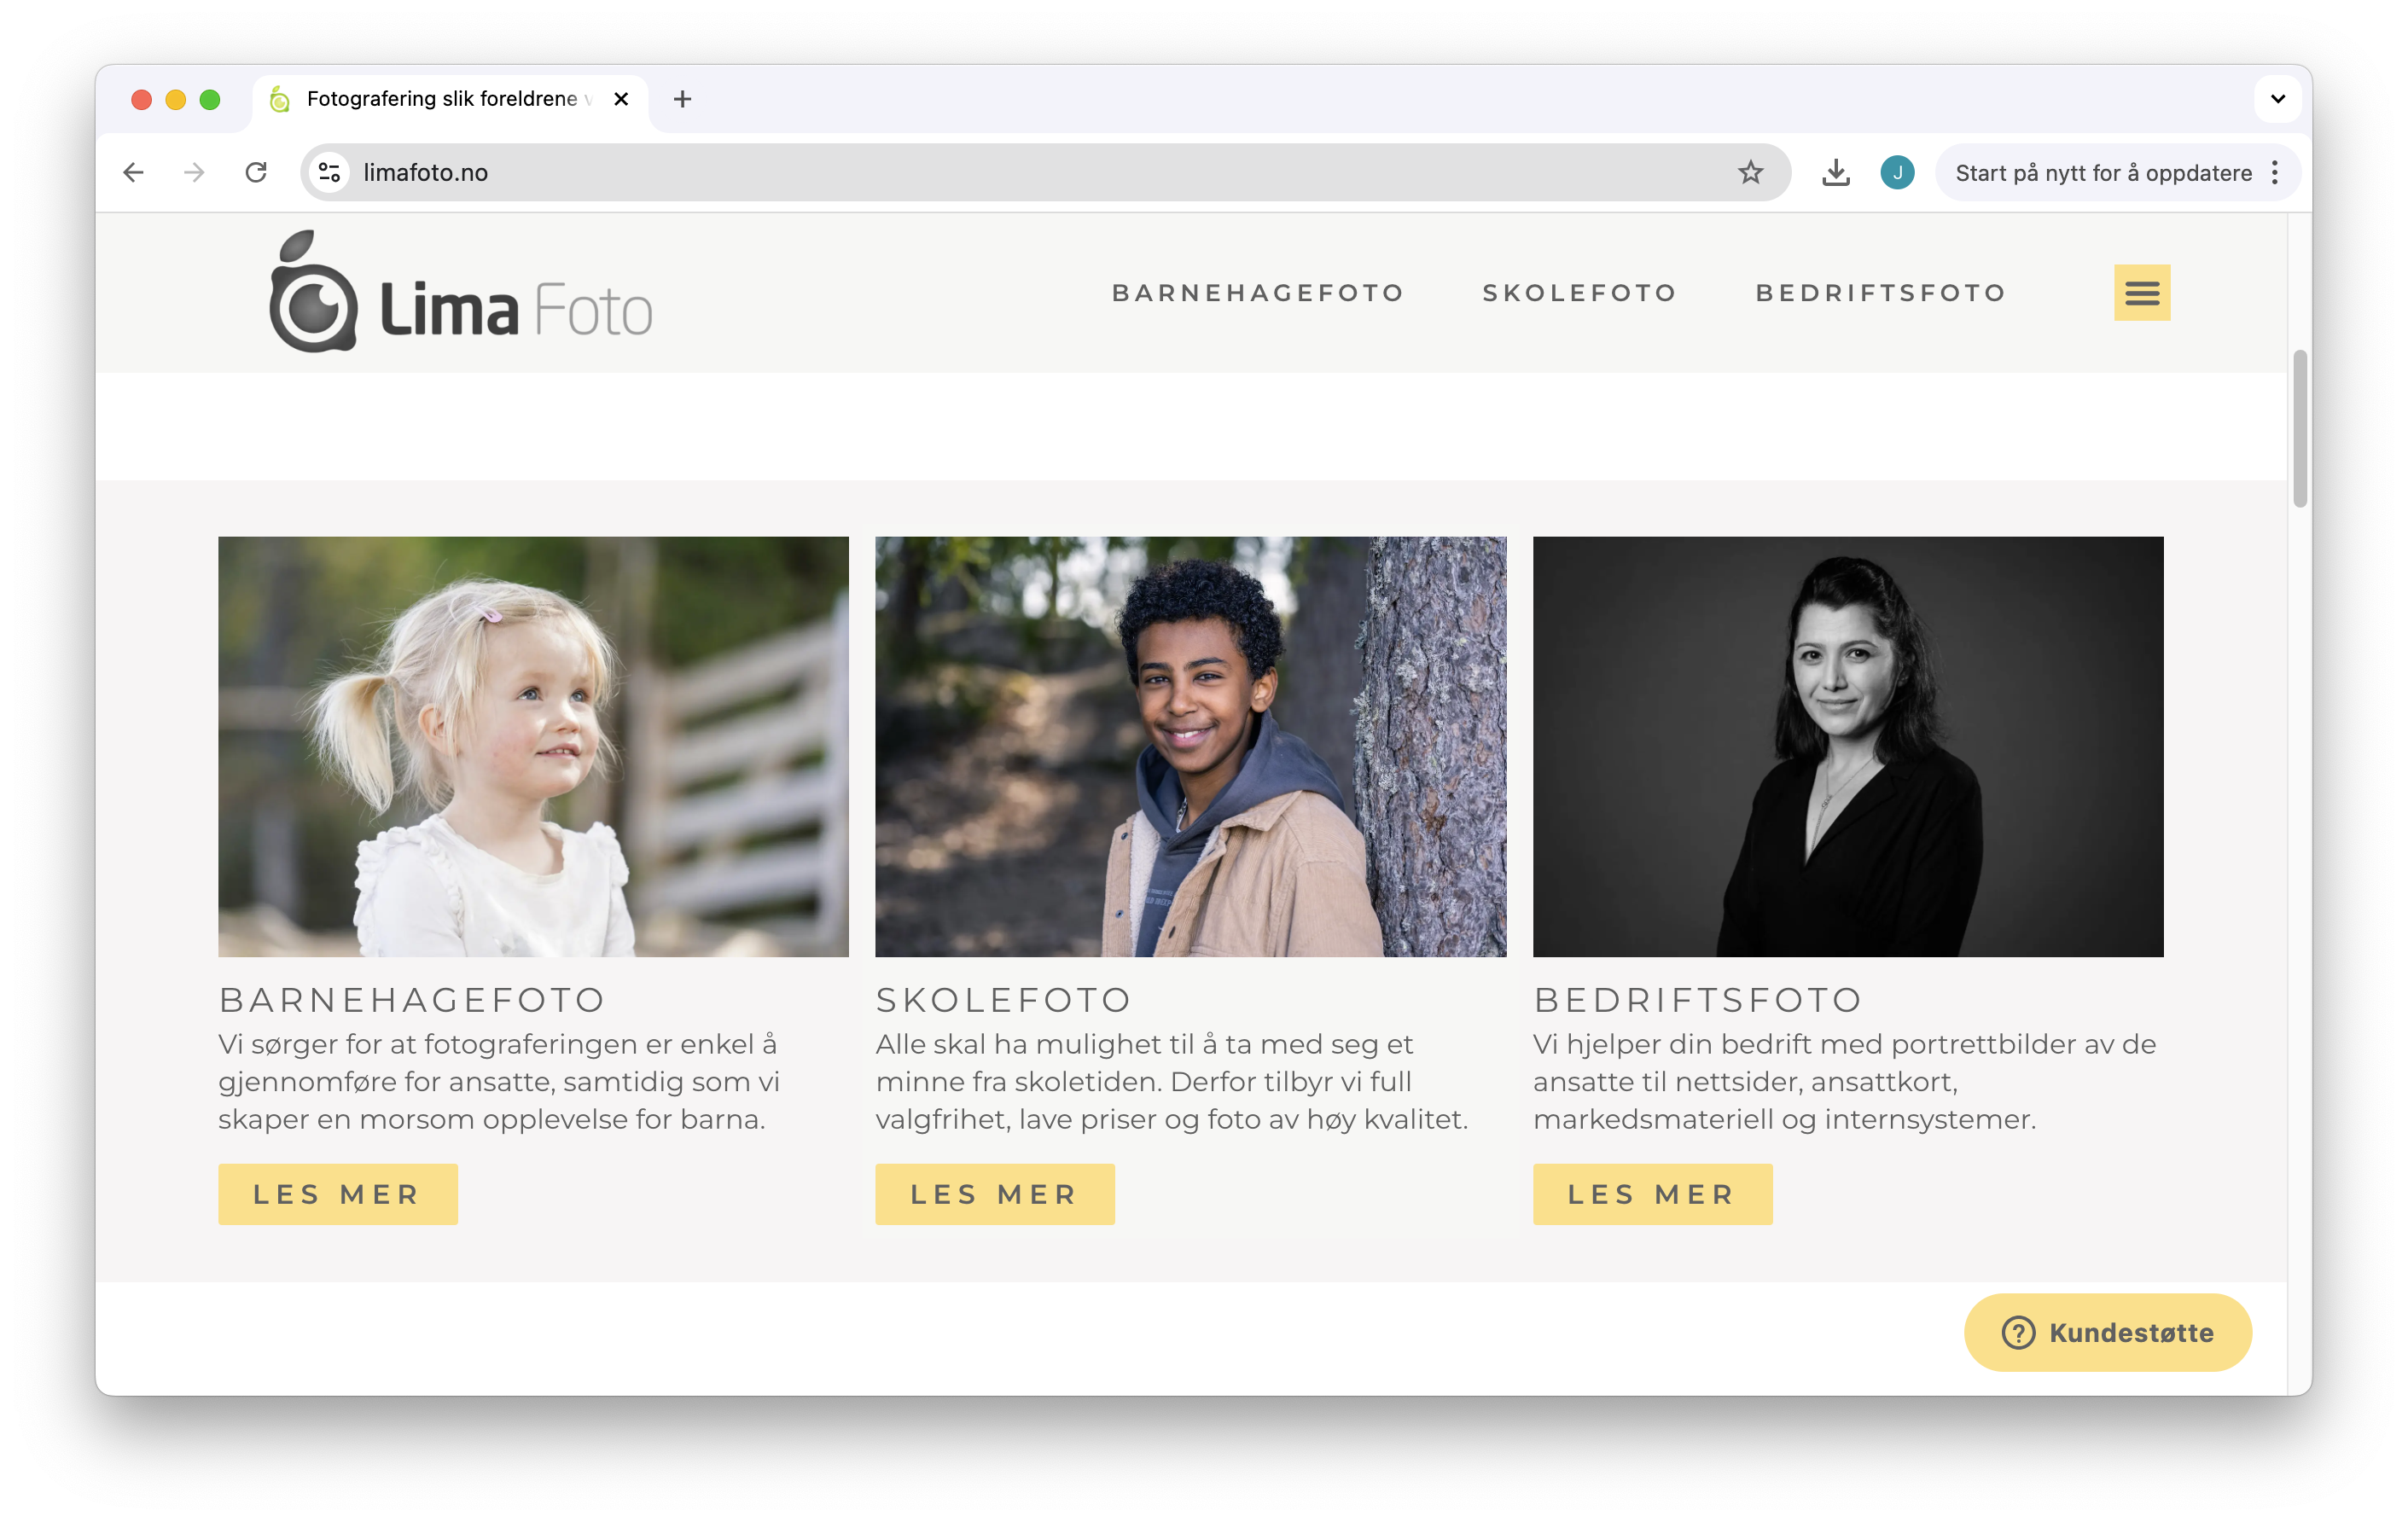 Fotografering slik foreldrene
limafoto.no
J
Start på nytt for å oppdatere
Lima Foto
BARNEHAGEFOTO
SKOLEFOTO
BEDRIFTSFOTO
BARNEHAGEFOTO
Vi sørger for at fotograferingen er enkel å
gjennomføre for ansatte, samtidig som vi
skaper en morsom opplevelse for barna.
LES MER
SKOLEFOTO
Alle skal ha mulighet til å ta med seg et
minne fra skoletiden. Derfor tilbyr vi full
valgfrihet, lave priser og foto av høy kvalitet.
LES MER
BEDRIFTSFOTO
Vi hjelper din bedrift med portrettbilder av de
ansatte til nettsider, ansattkort,
markedsmateriell og internsystemer.
LES MER
? Kundestøtte